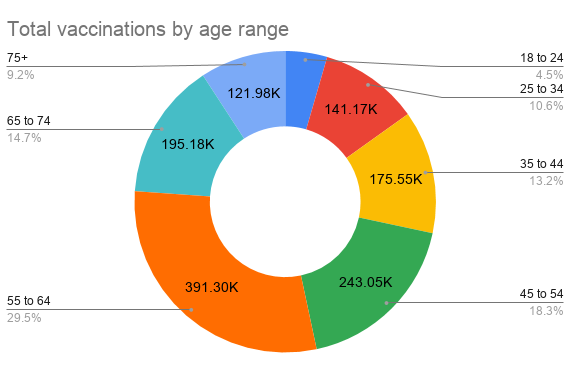 Total vaccinations by age range
75+
9.2%
18 to 24
4.5%
25 to 34
10.6%
121.98K
141.17K
65 to 74
14.7%
195.18K
35 to 44
13.2%
175.55K
391.30K
243.05K
55 to 64
29.5%
45 to 54
18.3%